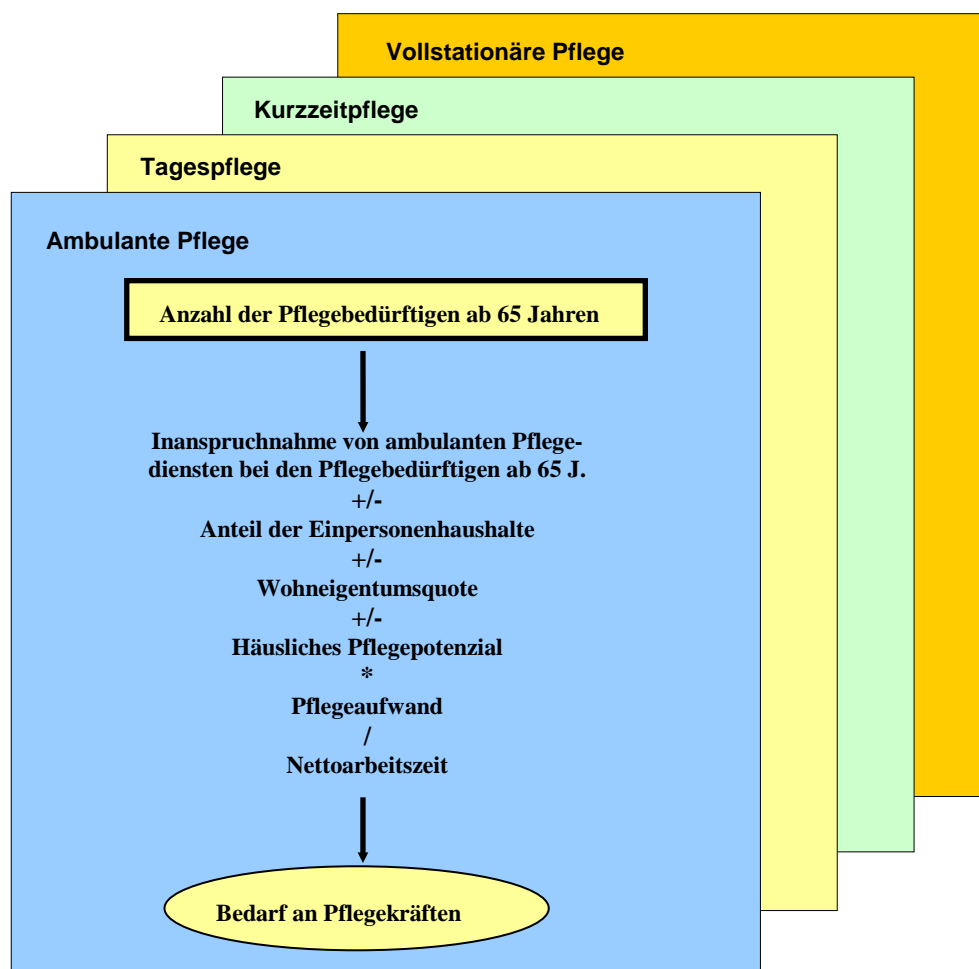 Vollstationäre Pflege
Kurzzeitpflege
Tagespflege
Ambulante Pflege
Anzahl der Pflegebedürftigen ab 65 Jahren
Inanspruchnahme von ambulanten Pflege-
diensten bei den Pflegebedürftigen ab 65 J.
+/-
Anteil der Einpersonenhaushalte
+/-
Wohneigentumsquote
+/-
Häusliches Pflegepotenzial
*
Pflegeaufwand
/
Nettoarbeitszeit
Bedarf an Pflegekräften